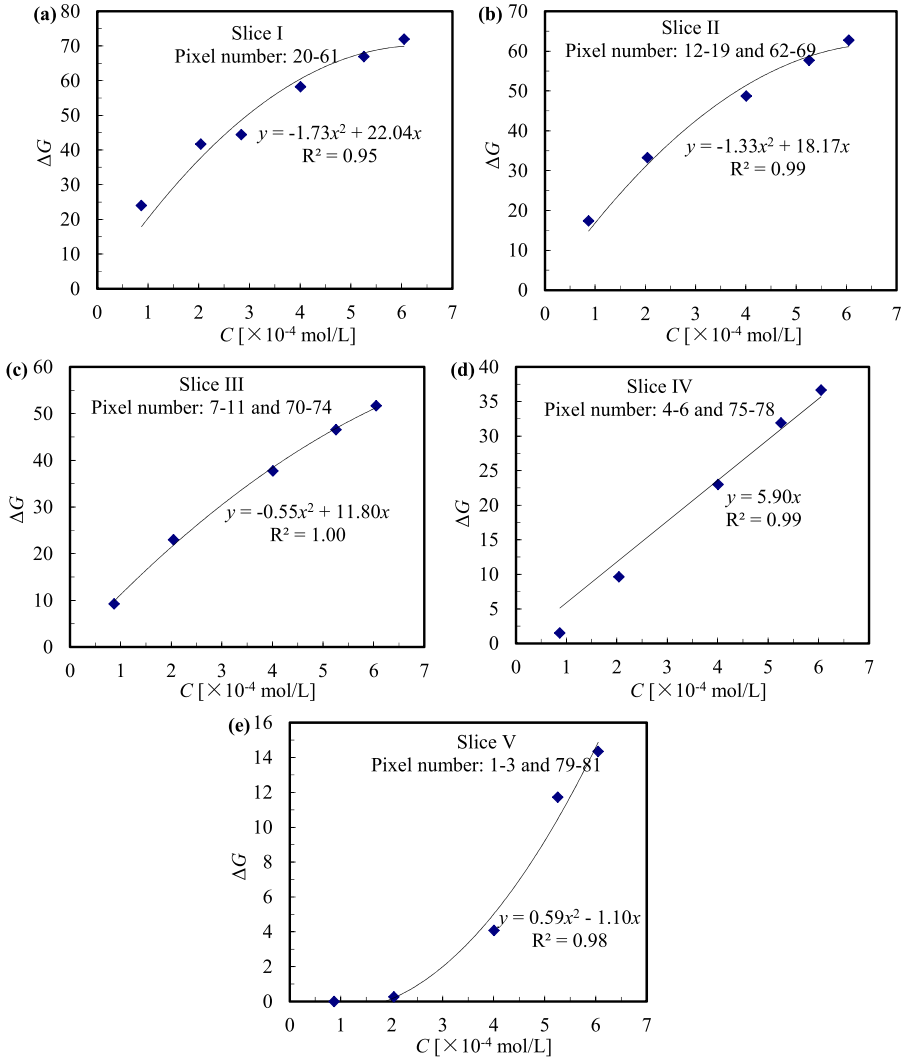 (a)
Slice I
Pixel number: 20-61
y = -1.73x² + 22.04x
R² = 0.95
ΔG
80
70
60
50
40
30
20
10
0
0 1 2 3 4 5 6 7
C [×10⁻⁴ mol/L]
(b)
Slice II
Pixel number: 12-19 and 62-69
y = -1.33x² + 18.17x
R² = 0.99
ΔG
70
60
50
40
30
20
10
0
0 1 2 3 4 5 6 7
C [×10⁻⁴ mol/L]
(c)
Slice III
Pixel number: 7-11 and 70-74
y = -0.55x² + 11.80x
R² = 1.00
ΔG
60
50
40
30
20
10
0
0 1 2 3 4 5 6 7
C [×10⁻⁴ mol/L]
(d)
Slice IV
Pixel number: 4-6 and 75-78
y = 5.90x
R² = 0.99
ΔG
40
35
30
25
20
15
10
5
0
0 1 2 3 4 5 6 7
C [×10⁻⁴ mol/L]
(e)
Slice V
Pixel number: 1-3 and 79-81
y = 0.59x² - 1.10x
R² = 0.98
ΔG
16
14
12
10
8
6
4
2
0
0 1 2 3 4 5 6 7
C [×10⁻⁴ mol/L]